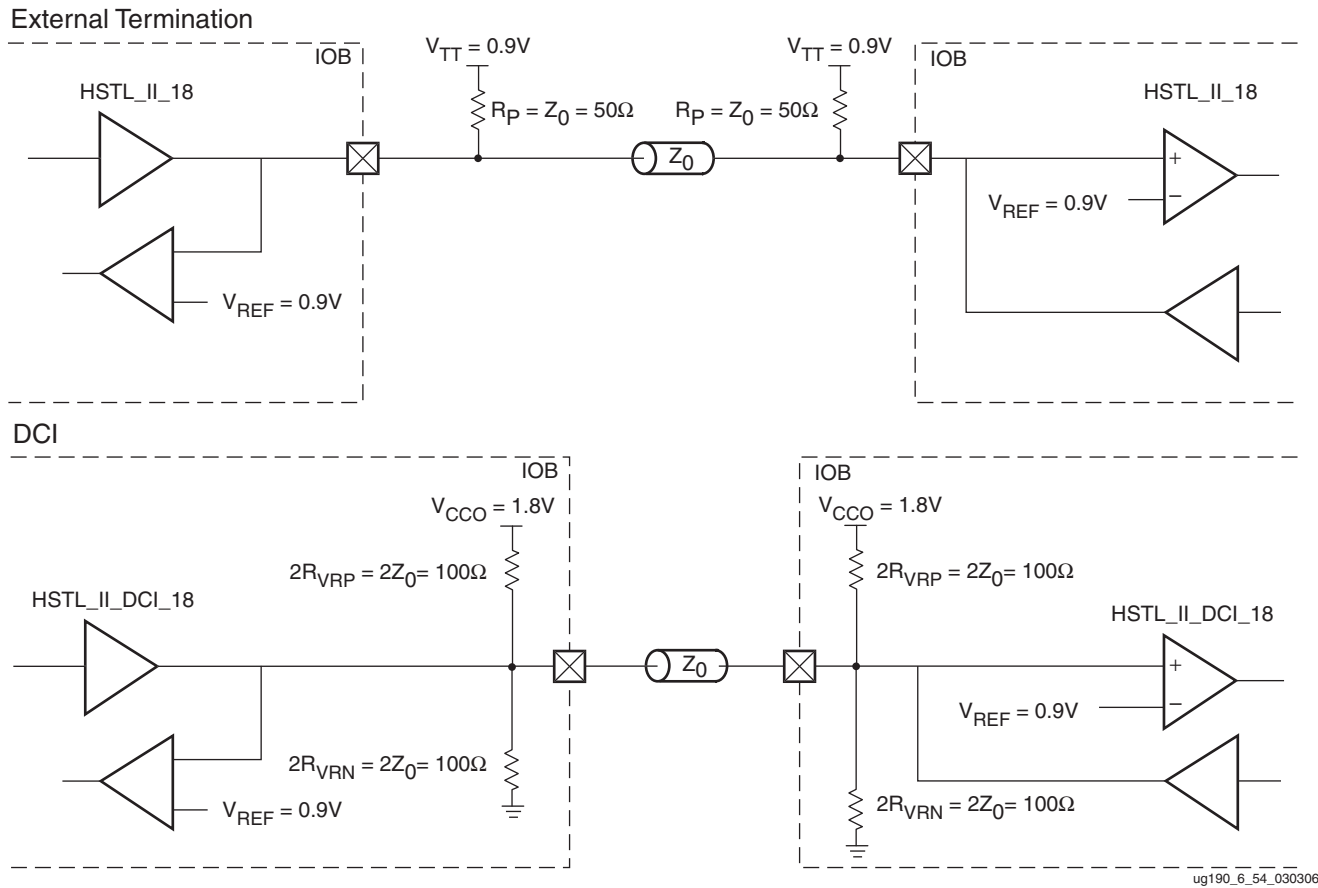 External Termination
IOB
V_TT = 0.9V
V_TT = 0.9V
IOB
HSTL_II_18
R_P = Z_0 = 50Ω
R_P = Z_0 = 50Ω
HSTL_II_18
Z_0
+
V_REF = 0.9V
–
V_REF = 0.9V
DCI
IOB
IOB
V_CCO = 1.8V
V_CCO = 1.8V
2R_VRP = 2Z_0= 100Ω
2R_VRP = 2Z_0= 100Ω
HSTL_II_DCI_18
HSTL_II_DCI_18
Z_0
+
V_REF = 0.9V
–
2R_VRN = 2Z_0= 100Ω
V_REF = 0.9V
2R_VRN = 2Z_0= 100Ω
ug190_6_54_030306